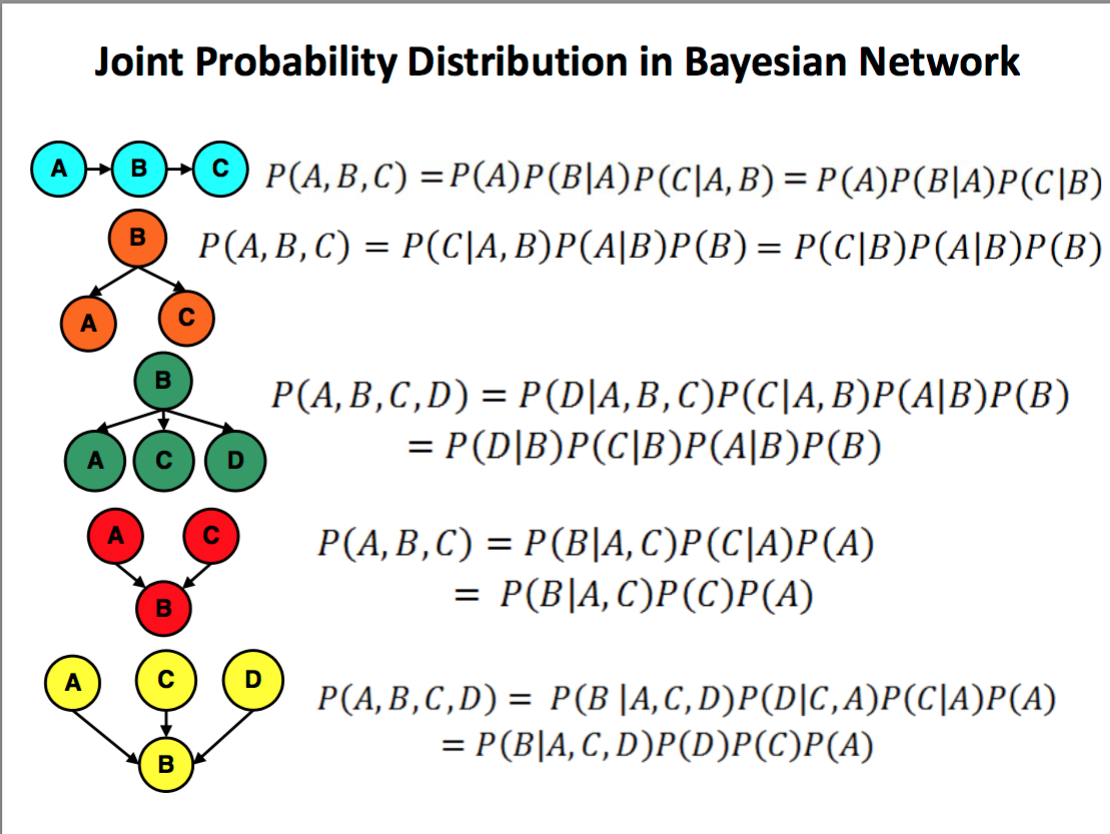 Joint Probability Distribution in Bayesian Network
A B C P(A, B, C) = P(A)P(B|A)P(C|A, B) = P(A)P(B|A)P(C|B)
B P(A, B, C) = P(C|A, B)P(A|B)P(B) = P(C|B)P(A|B)P(B)
A C
B P(A, B, C, D) = P(D|A, B, C)P(C|A, B)P(A|B)P(B)
A C D = P(D|B)P(C|B)P(A|B)P(B)
A C P(A, B, C) = P(B|A, C)P(C|A)P(A)
B = P(B|A, C)P(C)P(A)
A C D P(A, B, C, D) = P(B |A, C, D)P(D|C, A)P(C|A)P(A)
B = P(B|A, C, D)P(D)P(C)P(A)